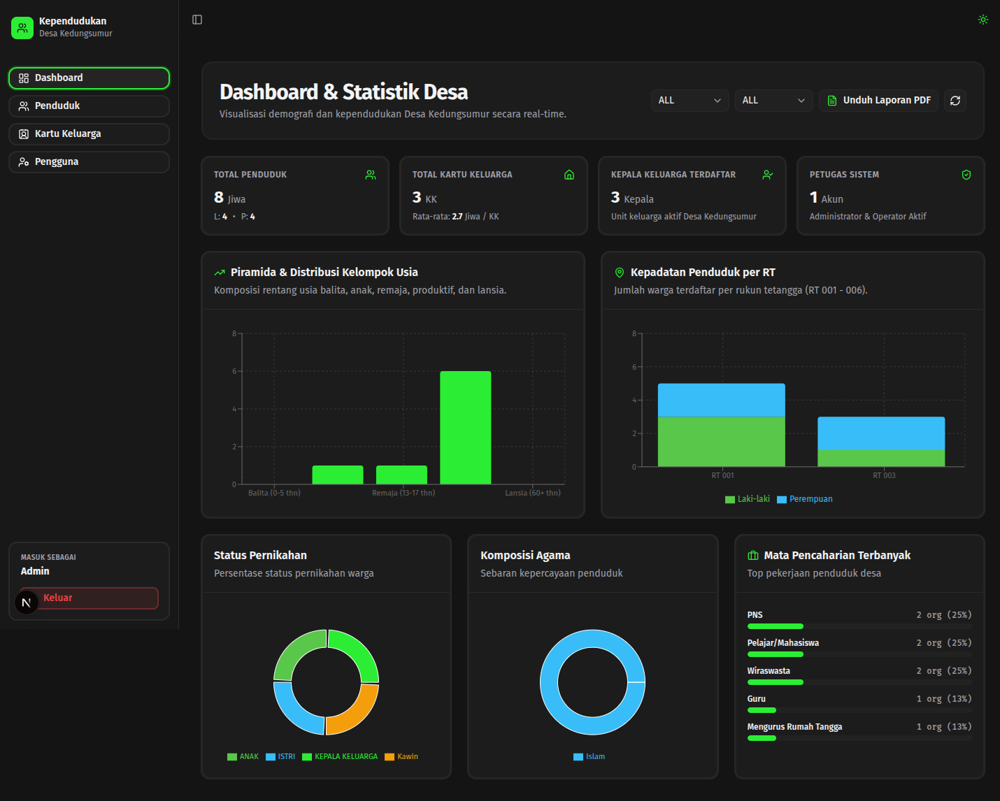 Kependudukan
Desa Kedungsumur
Dashboard
Penduduk
Kartu Keluarga
Pengguna
MASUK SEBAGAI
Admin
Keluar
N
Dashboard & Statistik Desa
Visualisasi demografi dan kependudukan Desa Kedungsumur secara real-time.
ALL
ALL
Unduh Laporan PDF
TOTAL PENDUDUK
8 Jiwa
L: 4 • P: 4
TOTAL KARTU KELUARGA
3 KK
Rata-rata: 2.7 Jiwa / KK
KEPALA KELUARGA TERDAFTAR
3 Kepala
Unit keluarga aktif Desa Kedungsumur
PETUGAS SISTEM
1 Akun
Administrator & Operator Aktif
Piramida & Distribusi Kelompok Usia
Komposisi rentang usia balita, anak, remaja, produktif, dan lansia.
8
6
4
2
0
Balita (0-5 thn)
Remaja (13-17 thn)
Lansia (60+ thn)
Kepadatan Penduduk per RT
Jumlah warga terdaftar per rukun tetangga (RT 001 - 006).
8
6
4
2
0
RT 001
RT 003
Laki-laki
Perempuan
Status Pernikahan
Persentase status pernikahan warga
ANAK
ISTRI
KEPALA KELUARGA
Kawin
Komposisi Agama
Sebaran kepercayaan penduduk
Islam
Mata Pencaharian Terbanyak
Top pekerjaan penduduk desa
PNS 2 org (25%)
Pelajar/Mahasiswa 2 org (25%)
Wiraswasta 2 org (25%)
Guru 1 org (13%)
Mengurus Rumah Tangga 1 org (13%)